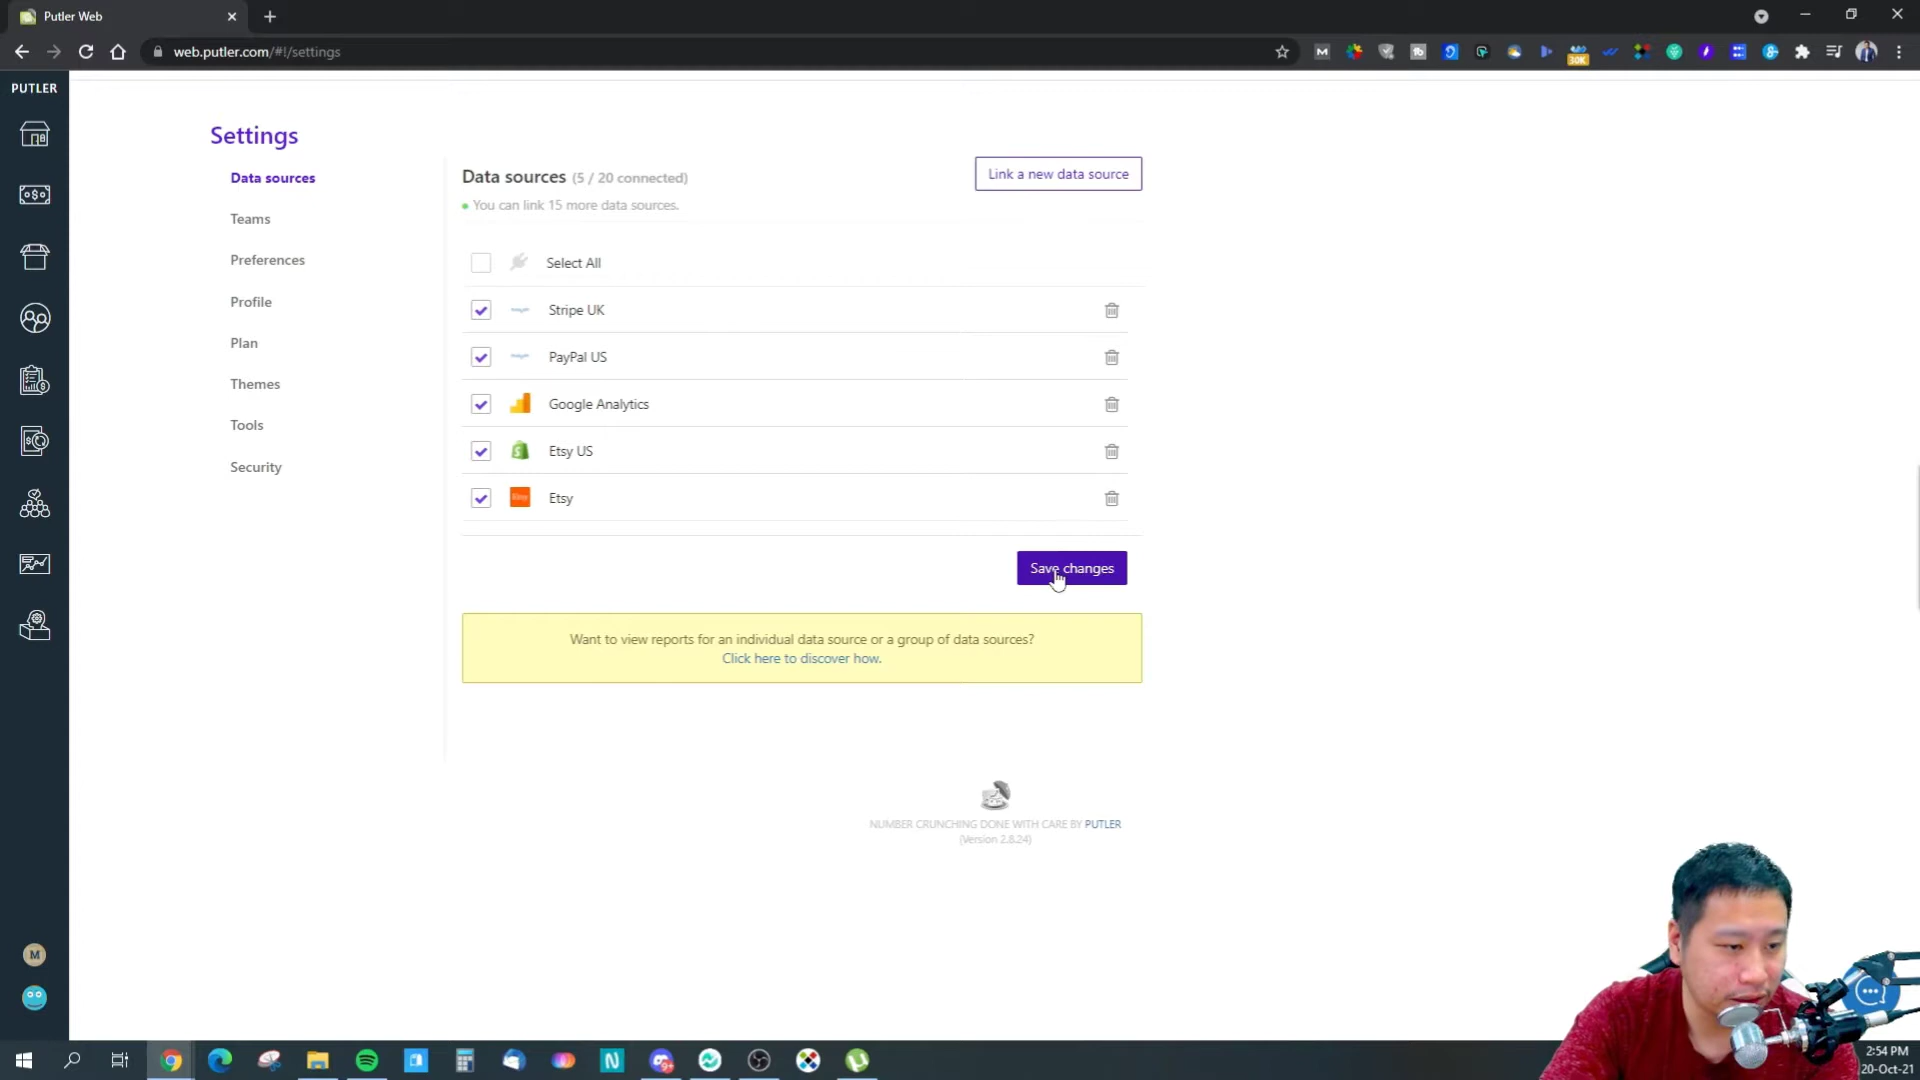 Putler Web
web.putler.com/#!/settings
30K
PUTLER
Settings
Data sources
Teams
Preferences
Profile
Plan
Themes
Tools
Security
Data sources (5 / 20 connected)
Link a new data source
You can link 15 more data sources.
Select All
Stripe UK
PayPal US
Google Analytics
Etsy US
Etsy
Save changes
Want to view reports for an individual data source or a group of data sources?
Click here to discover how.
NUMBER CRUNCHING DONE WITH CARE BY PUTLER
(Version 2.8.24)
M
2:54 PM
20-Oct-21